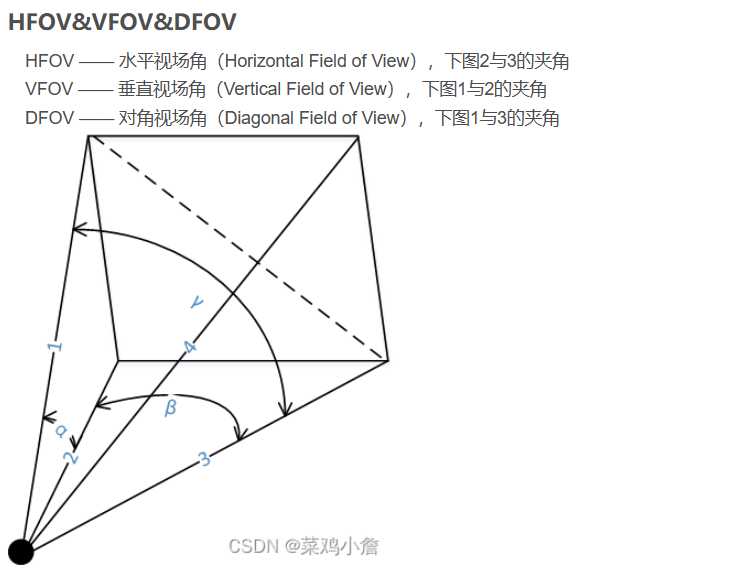 HFOV&VFOV&DFOV
HFOV —— 水平视场角（Horizontal Field of View），下图2与3的夹角
VFOV —— 垂直视场角（Vertical Field of View），下图1与2的夹角
DFOV —— 对角视场角（Diagonal Field of View），下图1与3的夹角
γ
1
4
β
α
2
3
CSDN @菜鸡小詹